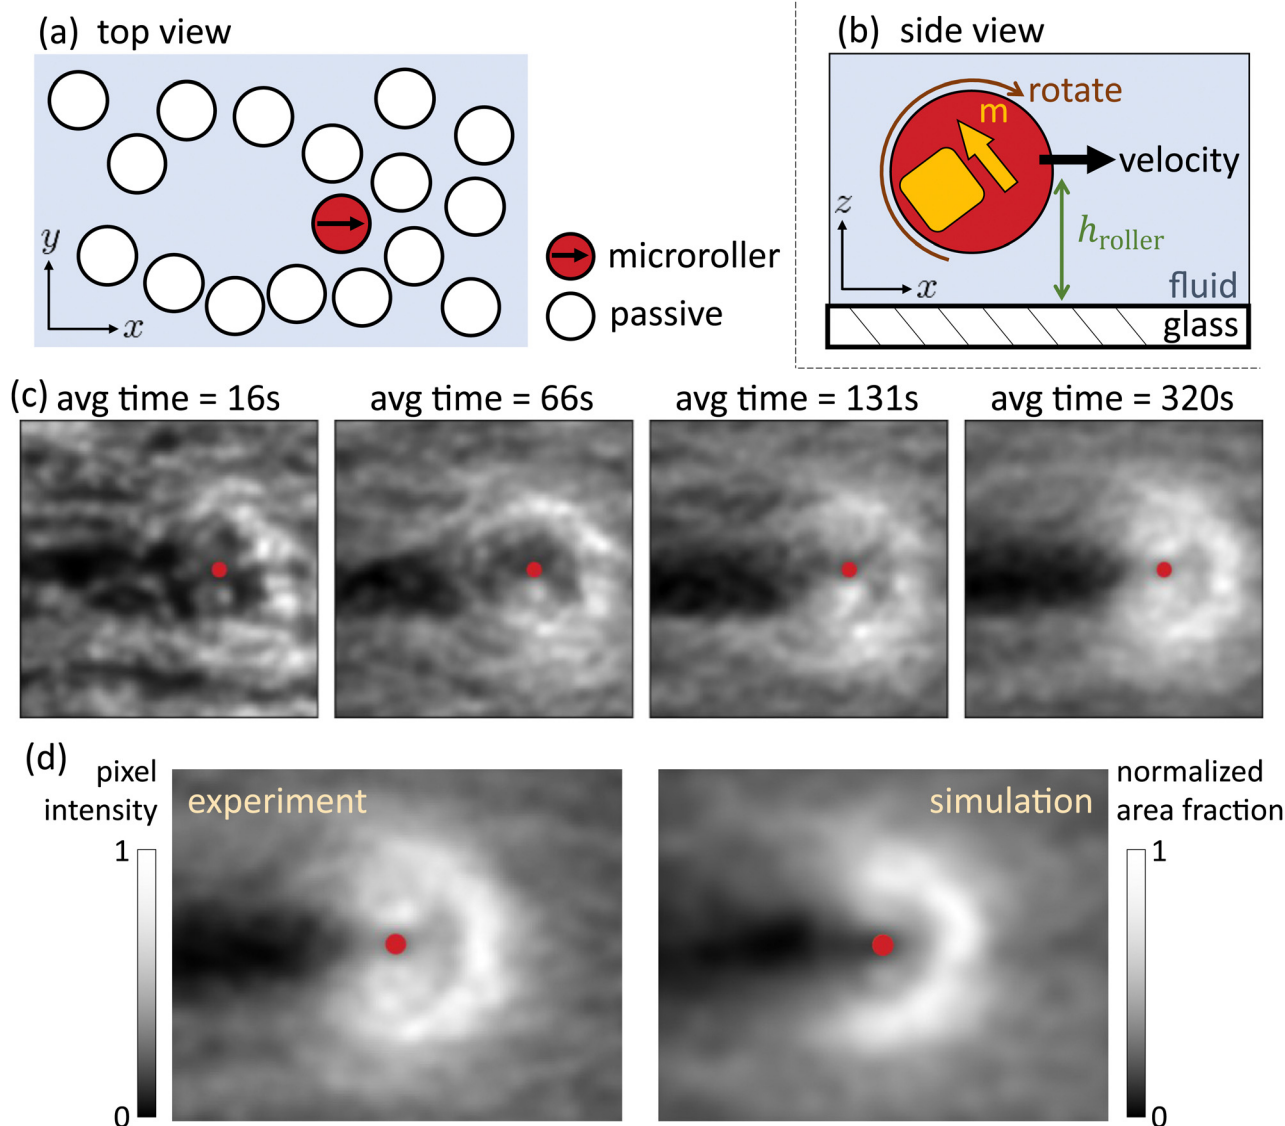 (a) top view
y
x
microroller
passive
(b) side view
rotate
m
velocity
z
h_roller
x
fluid
glass
(c) avg time = 16s avg time = 66s avg time = 131s avg time = 320s
(d)
pixel
intensity
1
0
experiment
simulation
normalized
area fraction
1
0